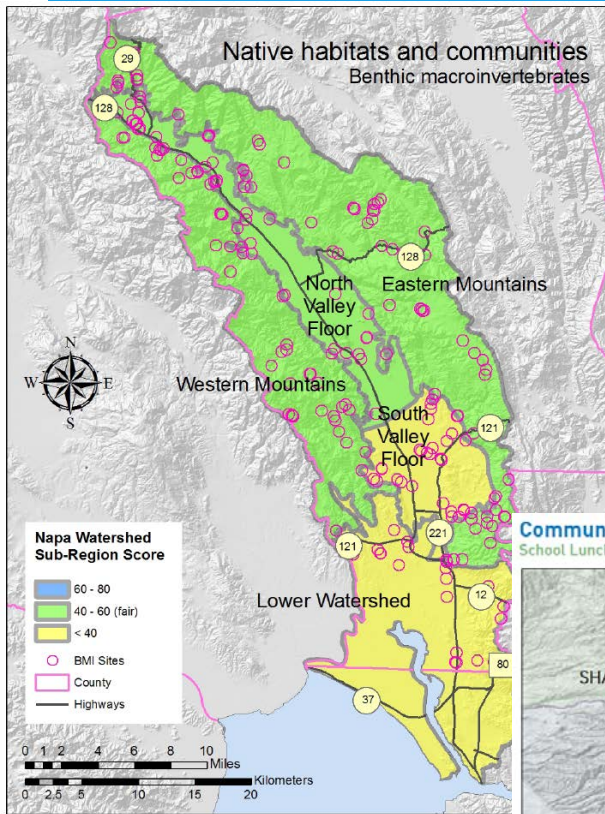 Native habitats and communities
Benthic macroinvertebrates
29
128
128
North
Valley
Floor
Eastern Mountains
N
W
E
S
Western Mountains
South
Valley
Floor
121
221
121
Napa Watershed
Sub-Region Score
60 - 80
40 - 60 (fair)
< 40
BMI Sites
County
Highways
Lower Watershed
12
80
37
0 1 2 4 6 8 10
Miles
Kilometers
0 2.5 5 10 15 20
Commun
School Lunch
SHA